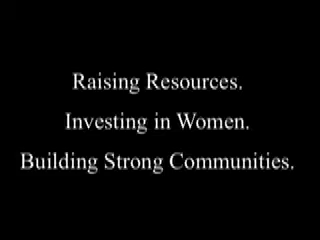 Raising Resources.
Investing in Women.
Building Strong Communities.